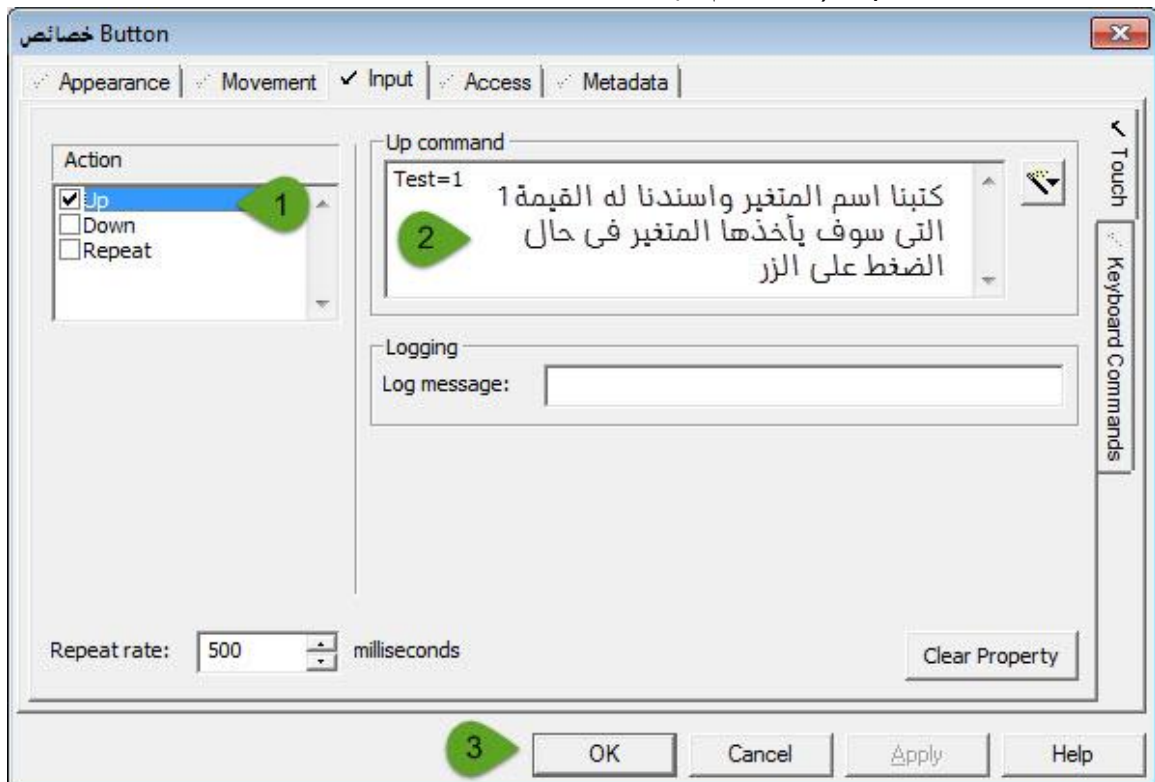 خصائص Button
Appearance Movement Input Access Metadata
Touch
Keyboard Commands
Action
Up
Down
Repeat
1
Up command
Test=1
2
كتبنا اسم المتغير واسندنا له القيمة 1
التى سوف يأخذها المتغير فى حال
الضغط على الزر
Logging
Log message:
Repeat rate: 500 milliseconds
Clear Property
3
OK Cancel Apply Help